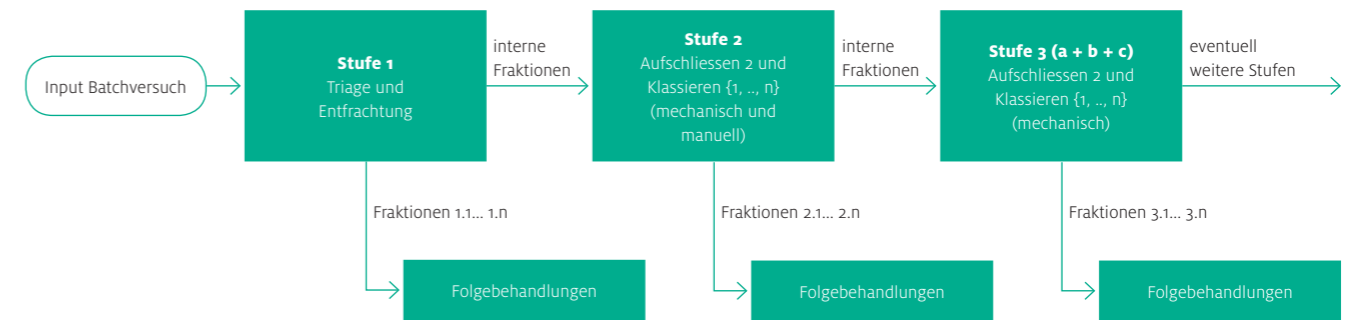 Input Batchversuch
Stufe 1
Triage und
Entfrachtung
interne
Fraktionen
Stufe 2
Aufschliessen 2 und
Klassieren {1, .., n}
(mechanisch und
manuell)
interne
Fraktionen
Stufe 3 (a + b + c)
Aufschliessen 2 und
Klassieren {1, .., n}
(mechanisch)
eventuell
weitere Stufen
Fraktionen 1.1... 1.n
Fraktionen 2.1... 2.n
Fraktionen 3.1... 3.n
Folgebehandlungen
Folgebehandlungen
Folgebehandlungen